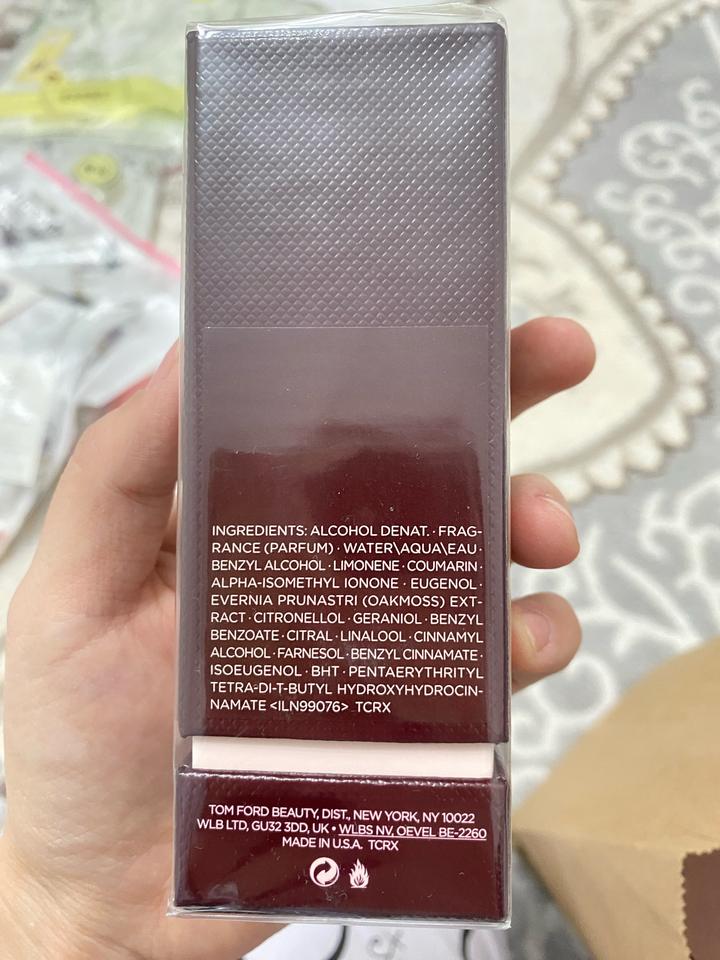 INGREDIENTS: ALCOHOL DENAT. · FRAG-
RANCE (PARFUM) · WATER\AQUA\EAU ·
BENZYL ALCOHOL · LIMONENE · COUMARIN ·
ALPHA-ISOMETHYL IONONE · EUGENOL ·
EVERNIA PRUNASTRI (OAKMOSS) EXT-
RACT · CITRONELLOL · GERANIOL · BENZYL
BENZOATE · CITRAL · LINALOOL · CINNAMYL
ALCOHOL · FARNESOL · BENZYL CINNAMATE ·
ISOEUGENOL · BHT · PENTAERYTHRITYL
TETRA-DI-T-BUTYL HYDROXYHYDROCIN-
NAMATE <ILN99076> TCRX
TOM FORD BEAUTY, DIST., NEW YORK, NY 10022
WLB LTD, GU32 3DD, UK • WLBS NV, OEVEL BE-2260
MADE IN U.S.A. TCRX